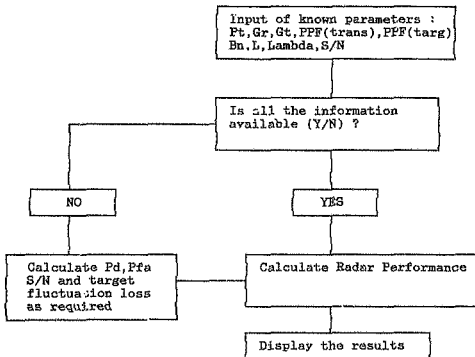 Input of known parameters :
Pt,Gr,Gt,PPF(trans),PPF(targ)
Bn,L,Lambda,S/N
Is all the information
available (Y/N) ?
NO
YES
Calculate Pd,Pfa
S/N and target
fluctuation loss
as required
Calculate Radar Performance
Display the results